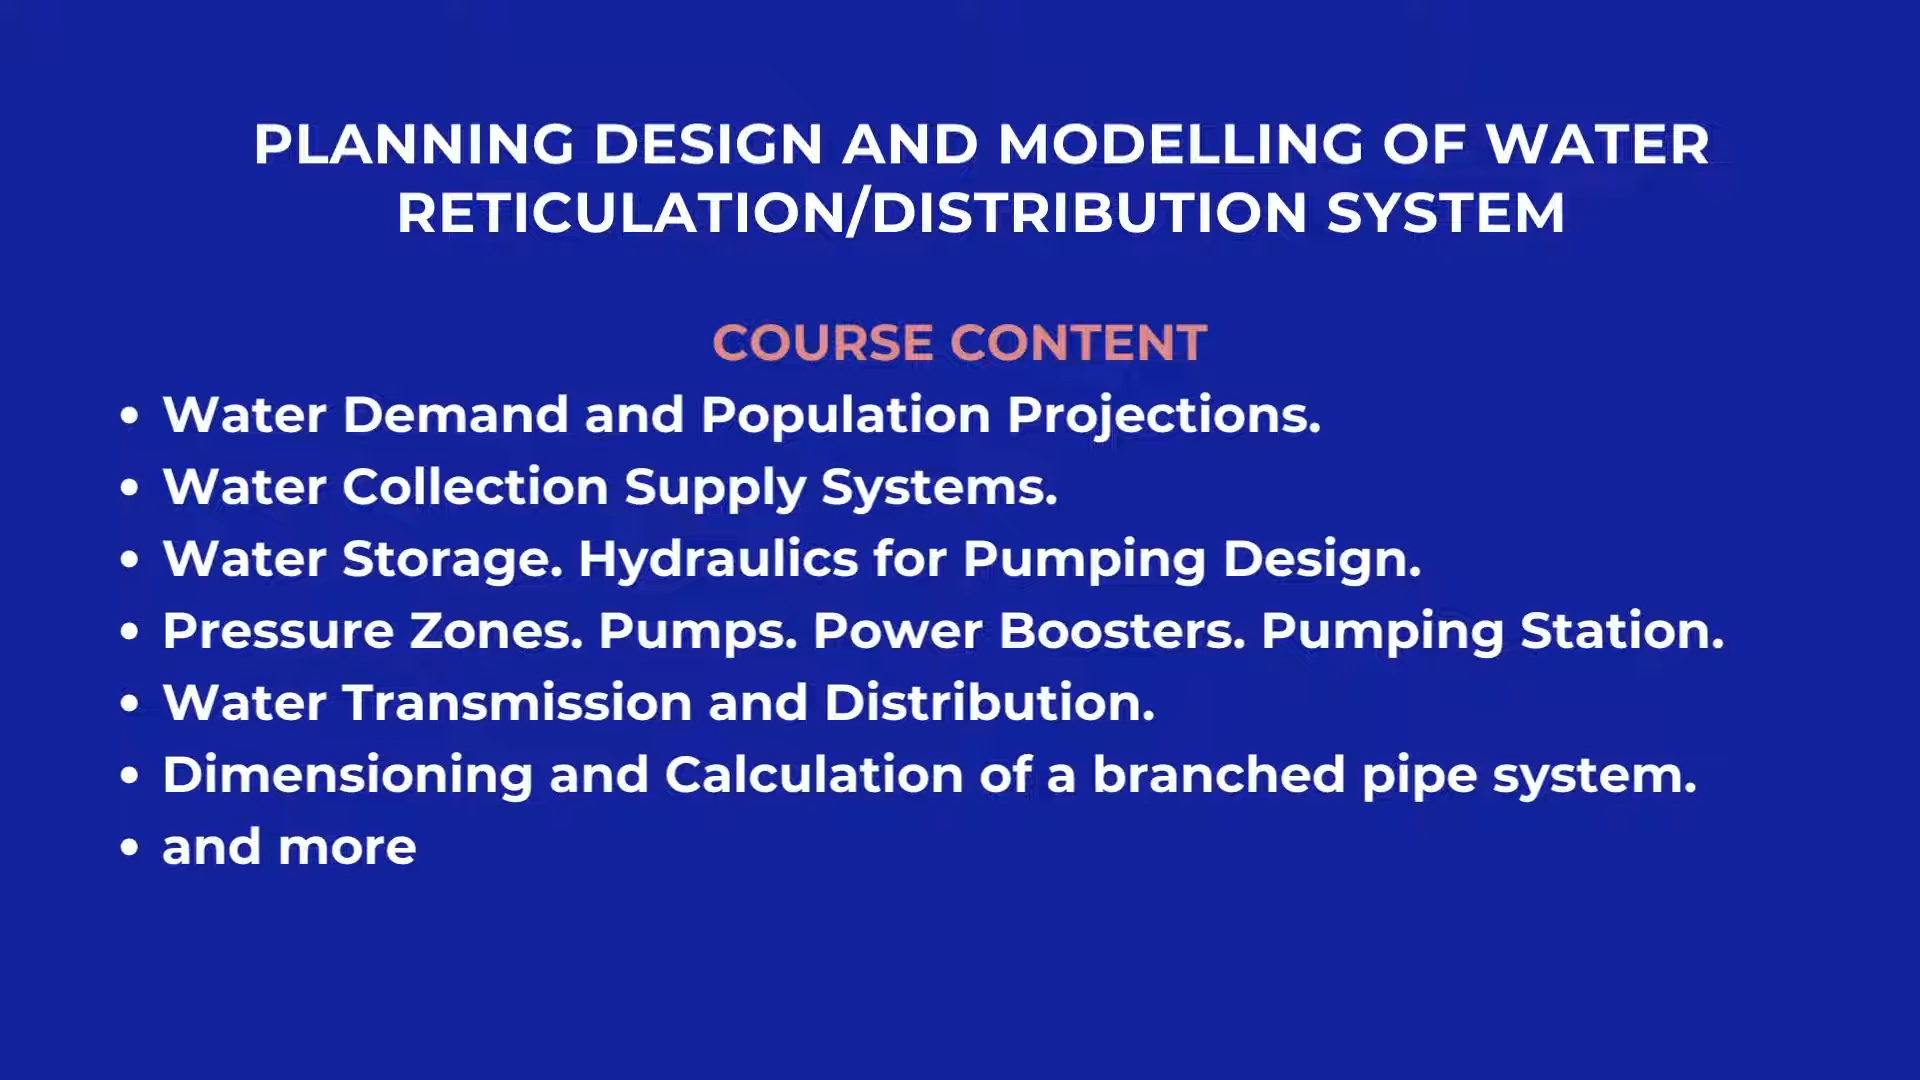 PLANNING DESIGN AND MODELLING OF WATER
RETICULATION/DISTRIBUTION SYSTEM
COURSE CONTENT
• Water Demand and Population Projections.
• Water Collection Supply Systems.
• Water Storage. Hydraulics for Pumping Design.
• Pressure Zones. Pumps. Power Boosters. Pumping Station.
• Water Transmission and Distribution.
• Dimensioning and Calculation of a branched pipe system.
• and more